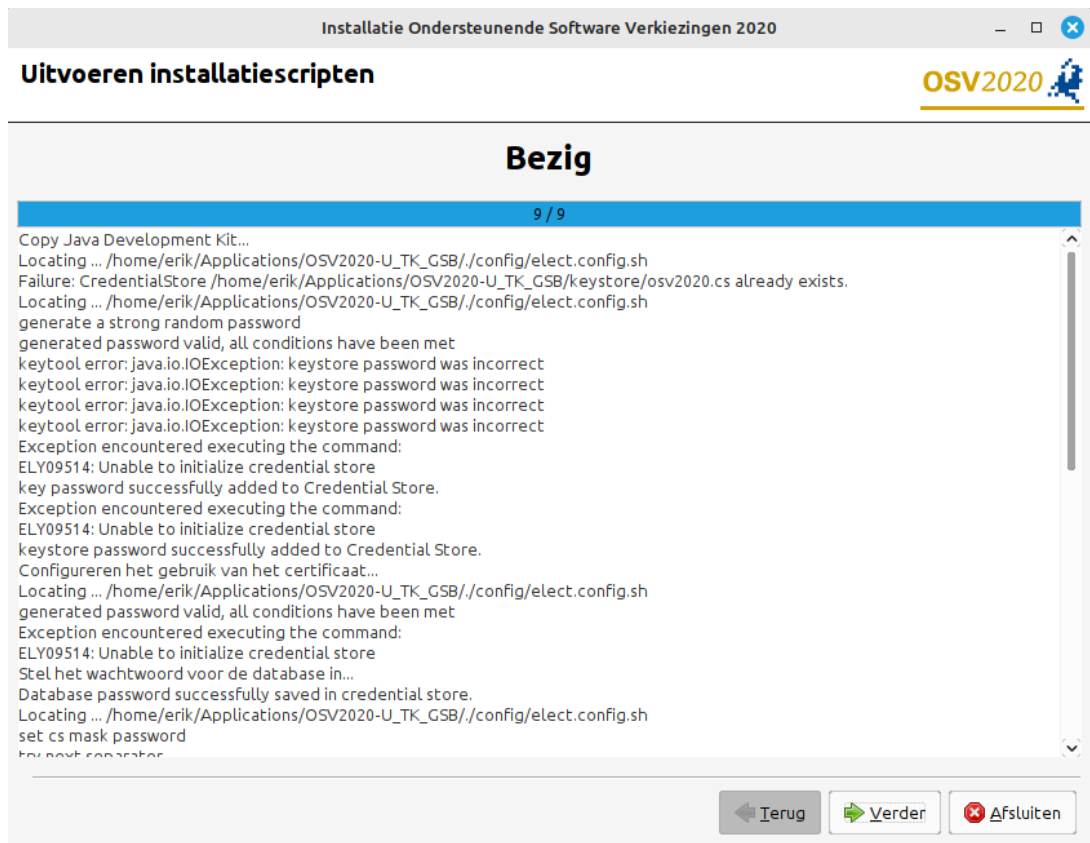 Installatie Ondersteunende Software Verkiezingen 2020
Uitvoeren installatiescripten
OSV2020
Bezig
9 / 9
Copy Java Development Kit...
Locating ... /home/erik/Applications/OSV2020-U_TK_GSB/./config/elect.config.sh
Failure: CredentialStore /home/erik/Applications/OSV2020-U_TK_GSB/keystore/osv2020.cs already exists.
Locating ... /home/erik/Applications/OSV2020-U_TK_GSB/./config/elect.config.sh
generate a strong random password
generated password valid, all conditions have been met
keytool error: java.io.IOException: keystore password was incorrect
keytool error: java.io.IOException: keystore password was incorrect
keytool error: java.io.IOException: keystore password was incorrect
keytool error: java.io.IOException: keystore password was incorrect
Exception encountered executing the command:
ELY09514: Unable to initialize credential store
key password successfully added to Credential Store.
Exception encountered executing the command:
ELY09514: Unable to initialize credential store
keystore password successfully added to Credential Store.
Configureren het gebruik van het certificaat...
Locating ... /home/erik/Applications/OSV2020-U_TK_GSB/./config/elect.config.sh
generated password valid, all conditions have been met
Exception encountered executing the command:
ELY09514: Unable to initialize credential store
Stel het wachtwoord voor de database in...
Database password successfully saved in credential store.
Locating ... /home/erik/Applications/OSV2020-U_TK_GSB/./config/elect.config.sh
set cs mask password
try next separator
Terug Verder Afsluiten